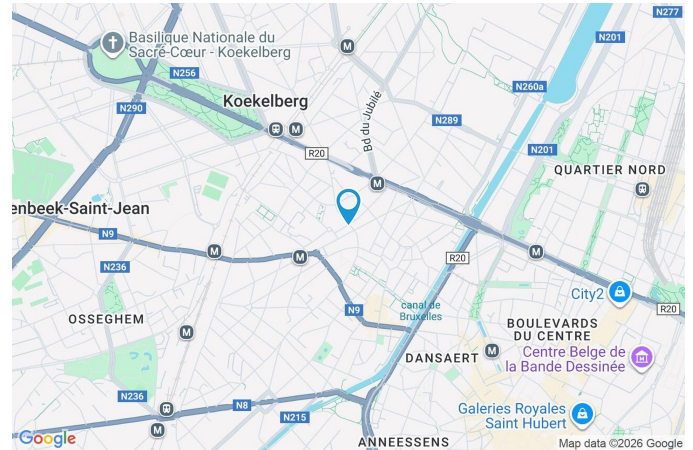 N277
Basilique Nationale du
Sacré-Cœur - Koekelberg
M
N201
N256
N260a
Koekelberg
N290
Bd du Jubilé
N289
M
N201
R20
QUARTIER NORD
M
enbeek-Saint-Jean
N9
M
M
M
N236
R20
City2
canal de
Bruxelles
N9
R20
OSSEGHEM
BOULEVARDS
DU CENTRE
M
DANSAERT
M
Centre Belge de
la Bande Dessinée
N236
N8
N215
Galeries Royales
Saint Hubert
M
Google
ANNEESSENS
Map data ©2026 Google